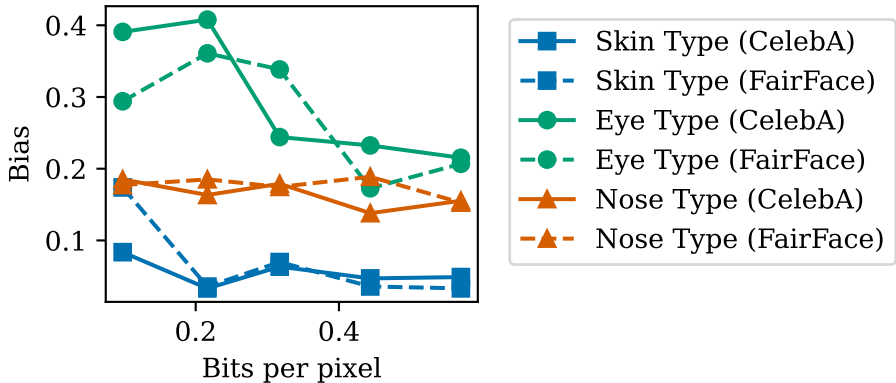 0.4
0.3
0.2
0.1
Bias
0.2
0.4
Bits per pixel
Skin Type (CelebA)
Skin Type (FairFace)
Eye Type (CelebA)
Eye Type (FairFace)
Nose Type (CelebA)
Nose Type (FairFace)